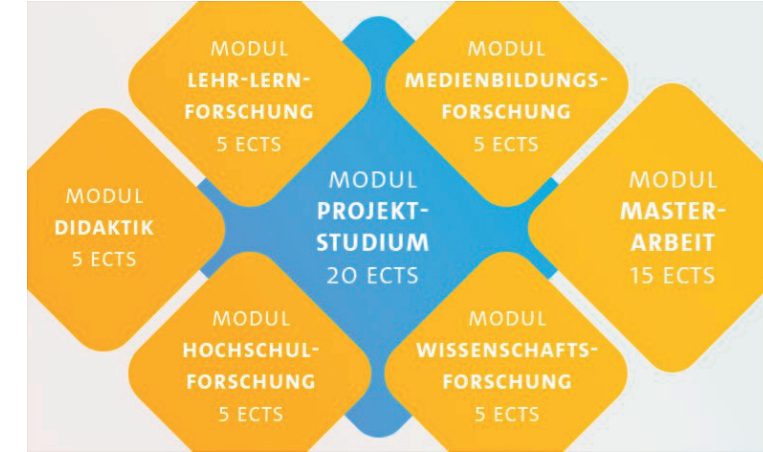 MODUL
LEHR-LERN-
FORSCHUNG
5 ECTS
MODUL
MEDIENBILDUNGS-
FORSCHUNG
5 ECTS
MODUL
DIDAKTIK
5 ECTS
MODUL
PROJEKT-
STUDIUM
20 ECTS
MODUL
MASTER-
ARBEIT
15 ECTS
MODUL
HOCHSCHUL-
FORSCHUNG
5 ECTS
MODUL
WISSENSCHAFTS-
FORSCHUNG
5 ECTS